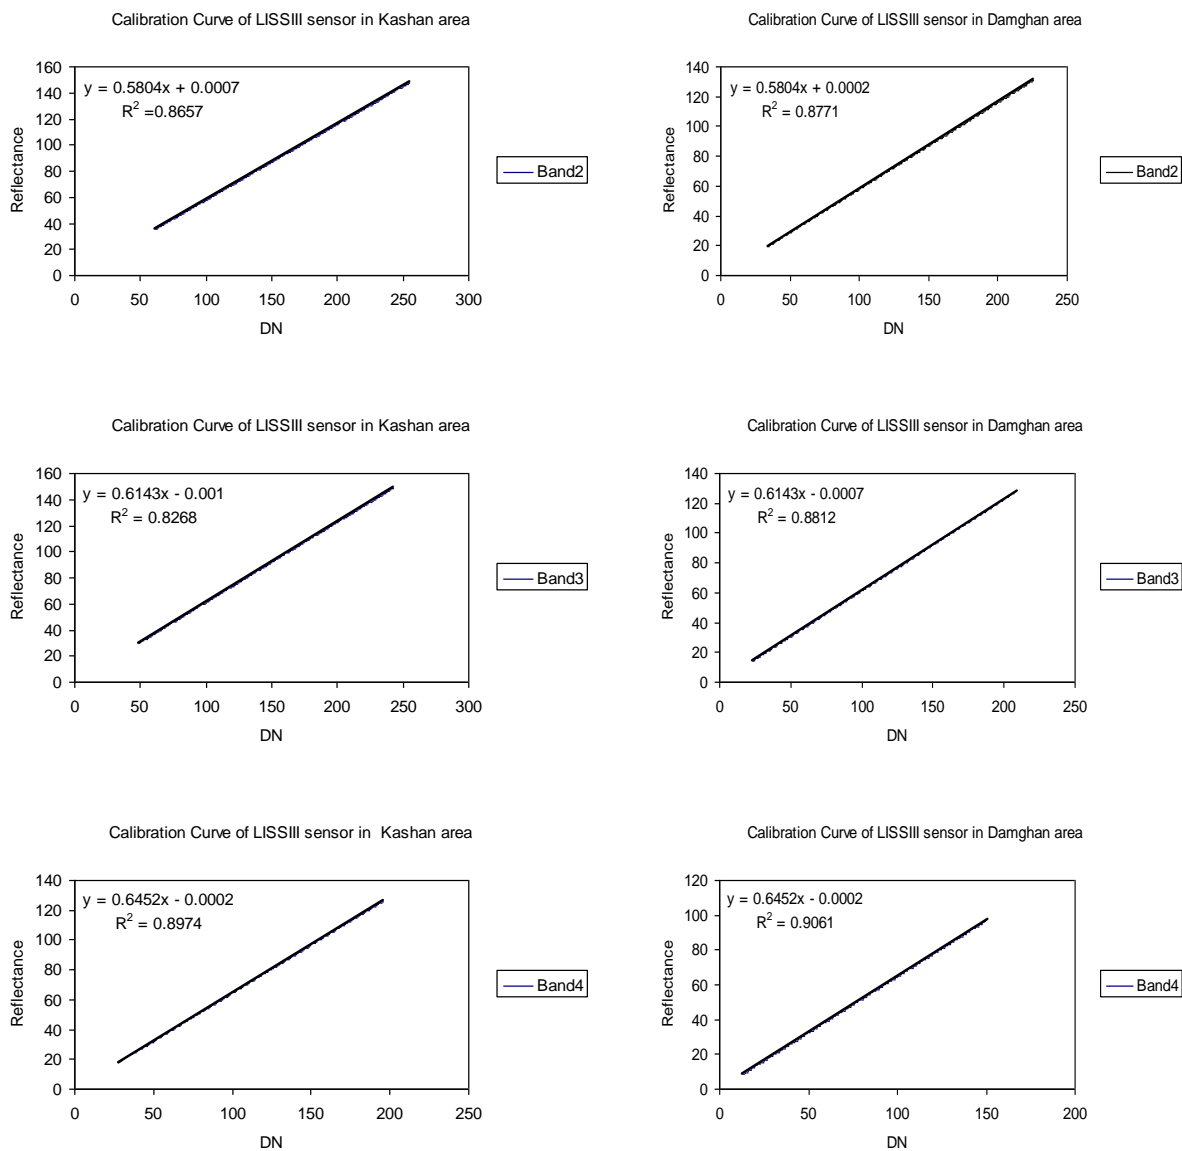 Calibration Curve of LISSIII sensor in Kashan area
y = 0.5804x + 0.0007
R² =0.8657
160
140
120
100
80
60
40
20
0
Reflectance
0 50 100 150 200 250 300
DN
Band2
Calibration Curve of LISSIII sensor in Damghan area
y = 0.5804x + 0.0002
R² = 0.8771
140
120
100
80
60
40
20
0
Reflectance
0 50 100 150 200 250
DN
Band2
Calibration Curve of LISSIII sensor in Kashan area
y = 0.6143x - 0.001
R² = 0.8268
160
140
120
100
80
60
40
20
0
Reflectance
0 50 100 150 200 250 300
DN
Band3
Calibration Curve of LISSIII sensor in Damghan area
y = 0.6143x - 0.0007
R² = 0.8812
140
120
100
80
60
40
20
0
Reflectance
0 50 100 150 200 250
DN
Band3
Calibration Curve of LISSIII sensor in Kashan area
y = 0.6452x - 0.0002
R² = 0.8974
140
120
100
80
60
40
20
0
Reflectance
0 50 100 150 200 250
DN
Band4
Calibration Curve of LISSIII sensor in Damghan area
y = 0.6452x - 0.0002
R² = 0.9061
120
100
80
60
40
20
0
Reflectance
0 50 100 150 200
DN
Band4